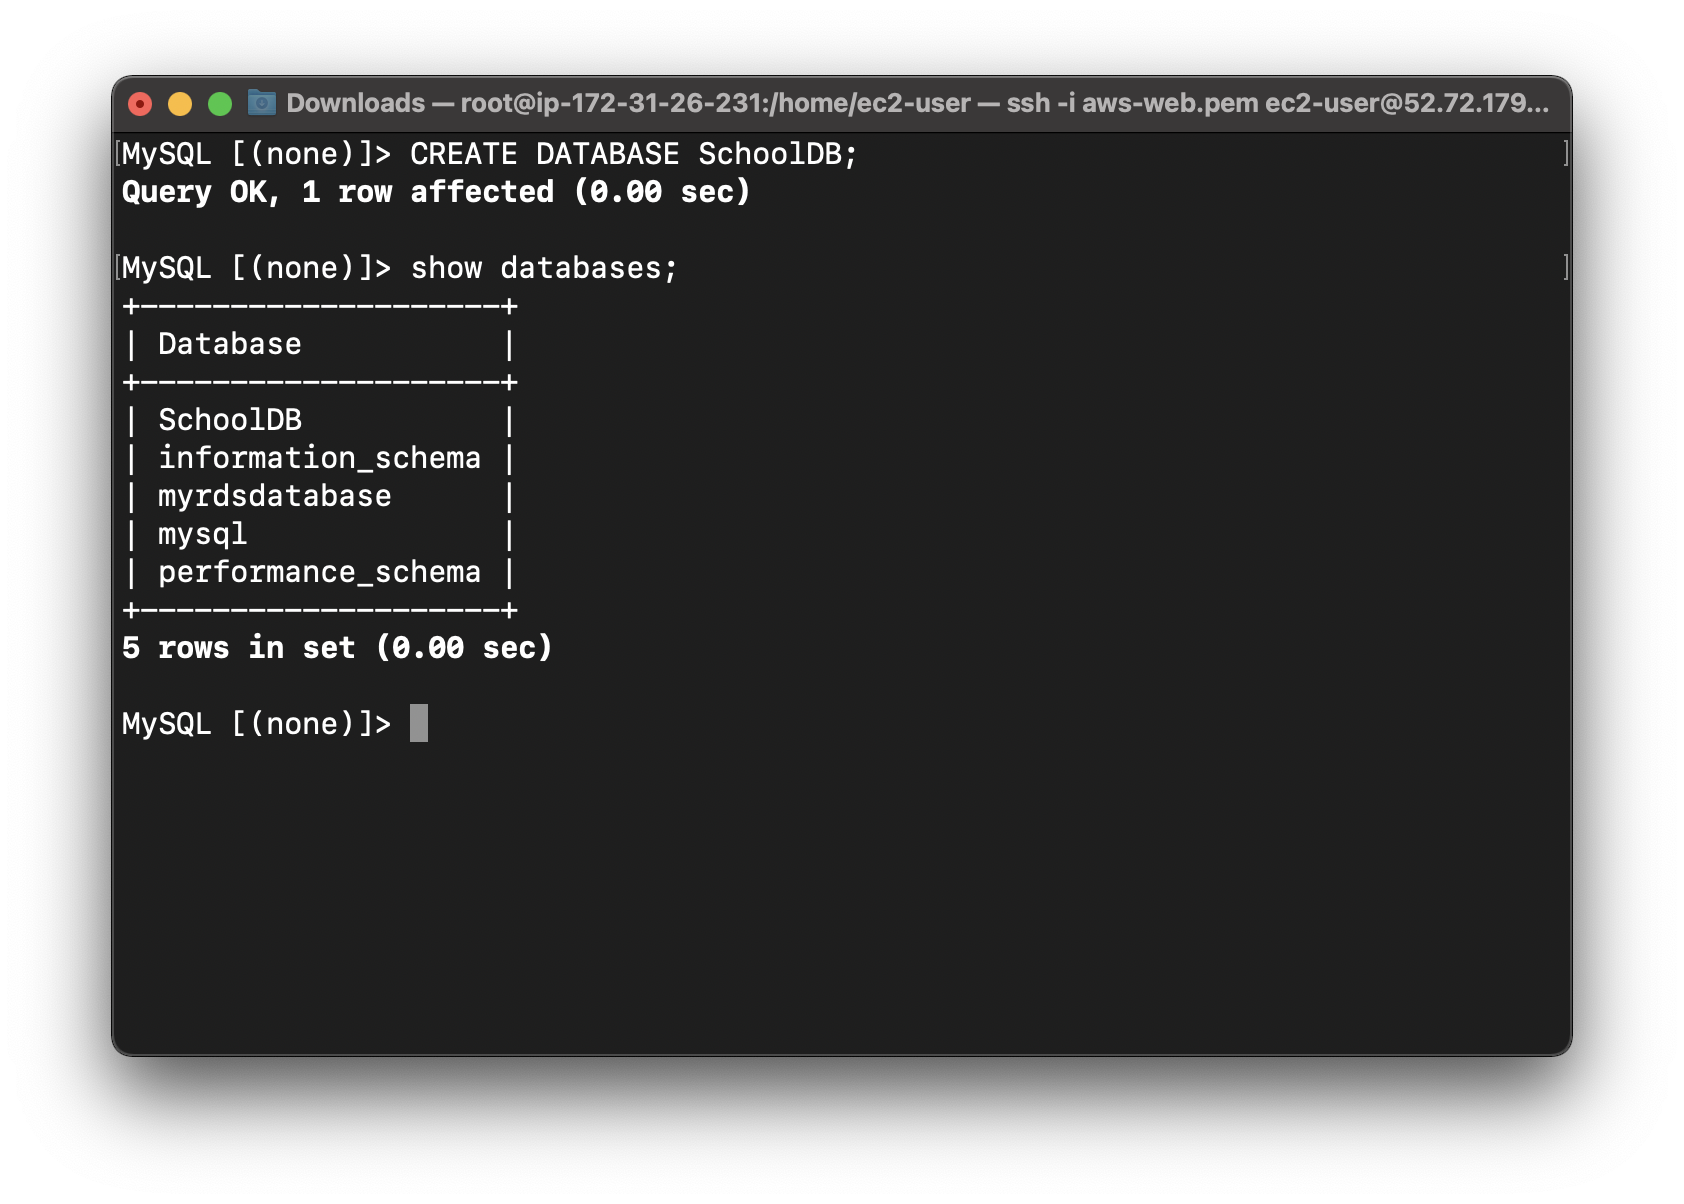 Downloads — root@ip-172-31-26-231:/home/ec2-user — ssh -i aws-web.pem ec2-user@52.72.179...
[MySQL [(none)]> CREATE DATABASE SchoolDB; ]
Query OK, 1 row affected (0.00 sec)
[MySQL [(none)]> show databases; ]
+--------------------+
| Database           |
+--------------------+
| SchoolDB           |
| information_schema |
| myrdsdatabase      |
| mysql              |
| performance_schema |
+--------------------+
5 rows in set (0.00 sec)
MySQL [(none)]>